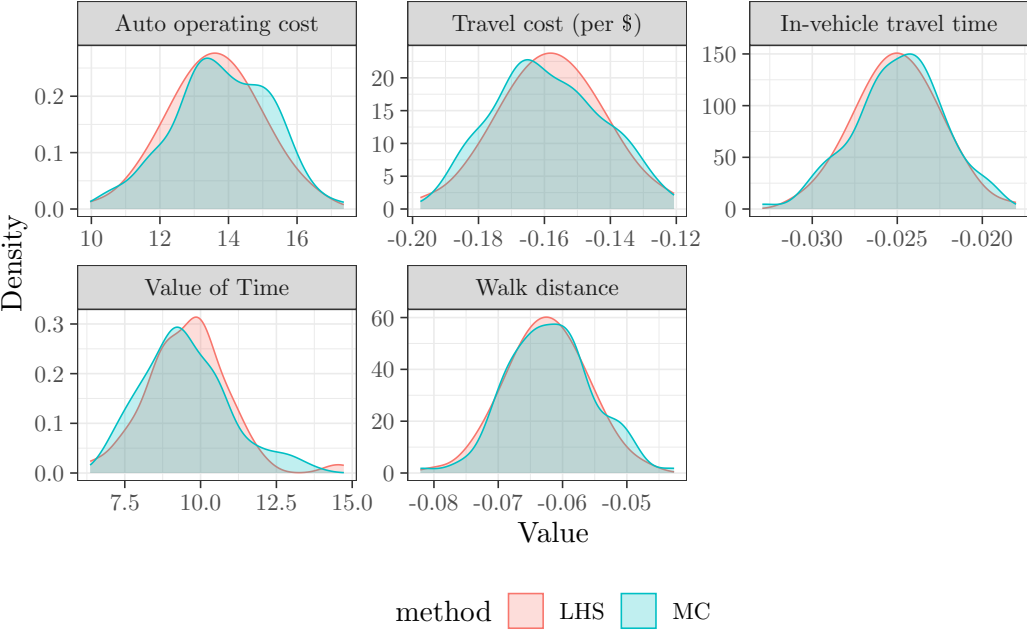 Auto operating cost
Travel cost (per $)
In-vehicle travel time
0.2
0.1
0.0
10 12 14 16
20
15
10
5
0
-0.20 -0.18 -0.16 -0.14 -0.12
150
100
50
0
-0.030 -0.025 -0.020
Density
Value of Time
Walk distance
0.3
0.2
0.1
0.0
7.5 10.0 12.5 15.0
60
40
20
0
-0.08 -0.07 -0.06 -0.05
Value
method LHS MC